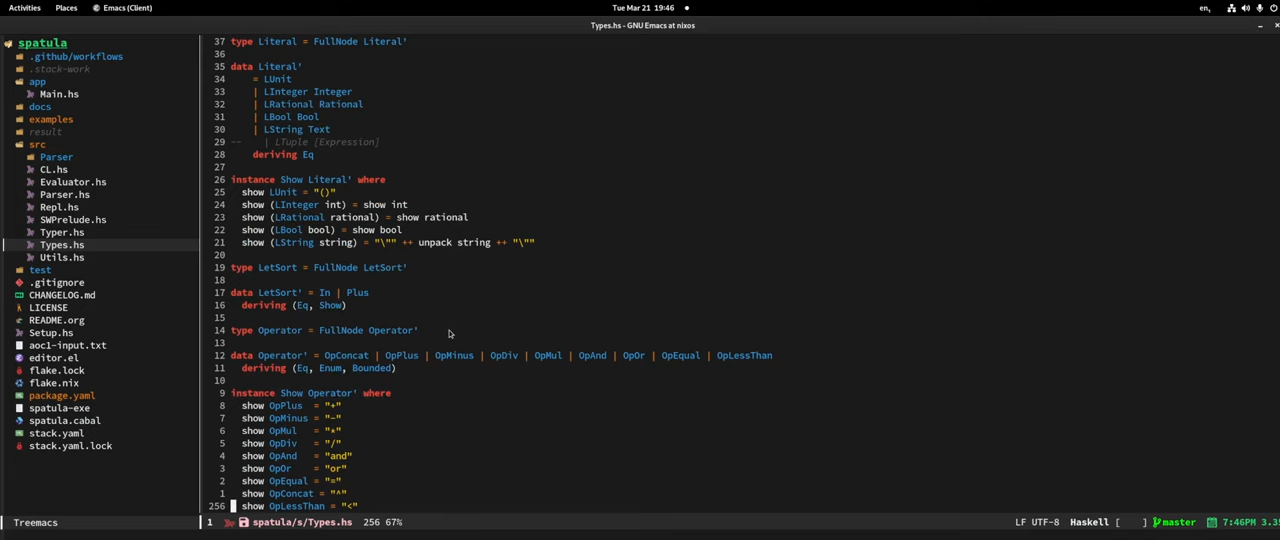 Activities Places Emacs (Client) Tue Mar 21 19:46 en,
Types.hs - GNU Emacs at nixos
spatula
.github/workflows
.stack-work
app
Main.hs
docs
examples
result
src
Parser
CL.hs
Evaluator.hs
Parser.hs
Repl.hs
SWPrelude.hs
Typer.hs
Types.hs
Utils.hs
test
.gitignore
CHANGELOG.md
LICENSE
README.org
Setup.hs
aoc1-input.txt
editor.el
flake.lock
flake.nix
package.yaml
spatula-exe
spatula.cabal
stack.yaml
stack.yaml.lock
37 type Literal = FullNode Literal'
36
35 data Literal'
34 = LUnit
33 | LInteger Integer
32 | LRational Rational
31 | LBool Bool
30 | LString Text
29 -- | LTuple [Expression]
28 deriving Eq
27
26 instance Show Literal' where
25 show LUnit = "()"
24 show (LInteger int) = show int
23 show (LRational rational) = show rational
22 show (LBool bool) = show bool
21 show (LString string) = "\"" ++ unpack string ++ "\""
20
19 type LetSort = FullNode LetSort'
18
17 data LetSort' = In | Plus
16 deriving (Eq, Show)
15
14 type Operator = FullNode Operator'
13
12 data Operator' = OpConcat | OpPlus | OpMinus | OpDiv | OpMul | OpAnd | OpOr | OpEqual | OpLessThan
11 deriving (Eq, Enum, Bounded)
10
9 instance Show Operator' where
8 show OpPlus = "+"
7 show OpMinus = "-"
6 show OpMul = "*"
5 show OpDiv = "/"
4 show OpAnd = "and"
3 show OpOr = "or"
2 show OpEqual = "="
1 show OpConcat = "^"
256 show OpLessThan = "<"
Treemacs
1 spatula/s/Types.hs 256 67% LF UTF-8 Haskell [ ] master 7:46PM 3.35